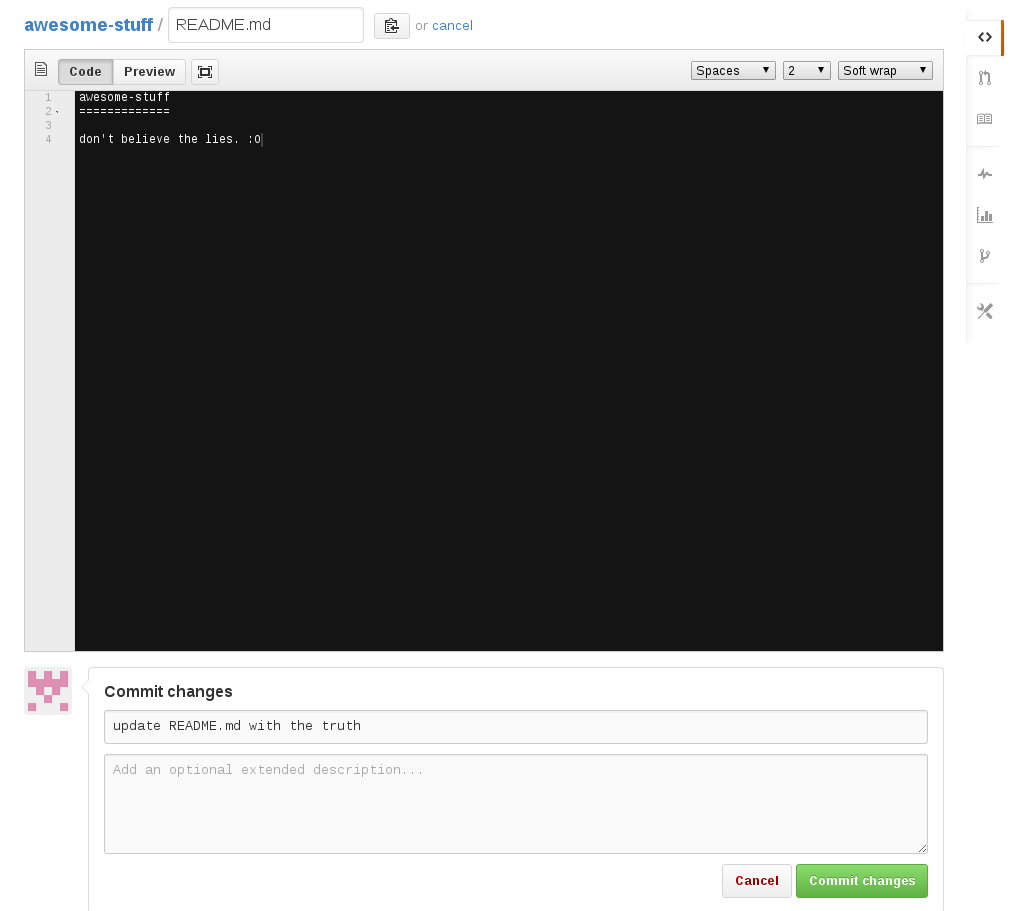 awesome-stuff / README.md or cancel
Code Preview Spaces 2 Soft wrap
1 awesome-stuff
2 =============
3
4 don't believe the lies. :O
Commit changes
update README.md with the truth
Add an optional extended description...
Cancel Commit changes